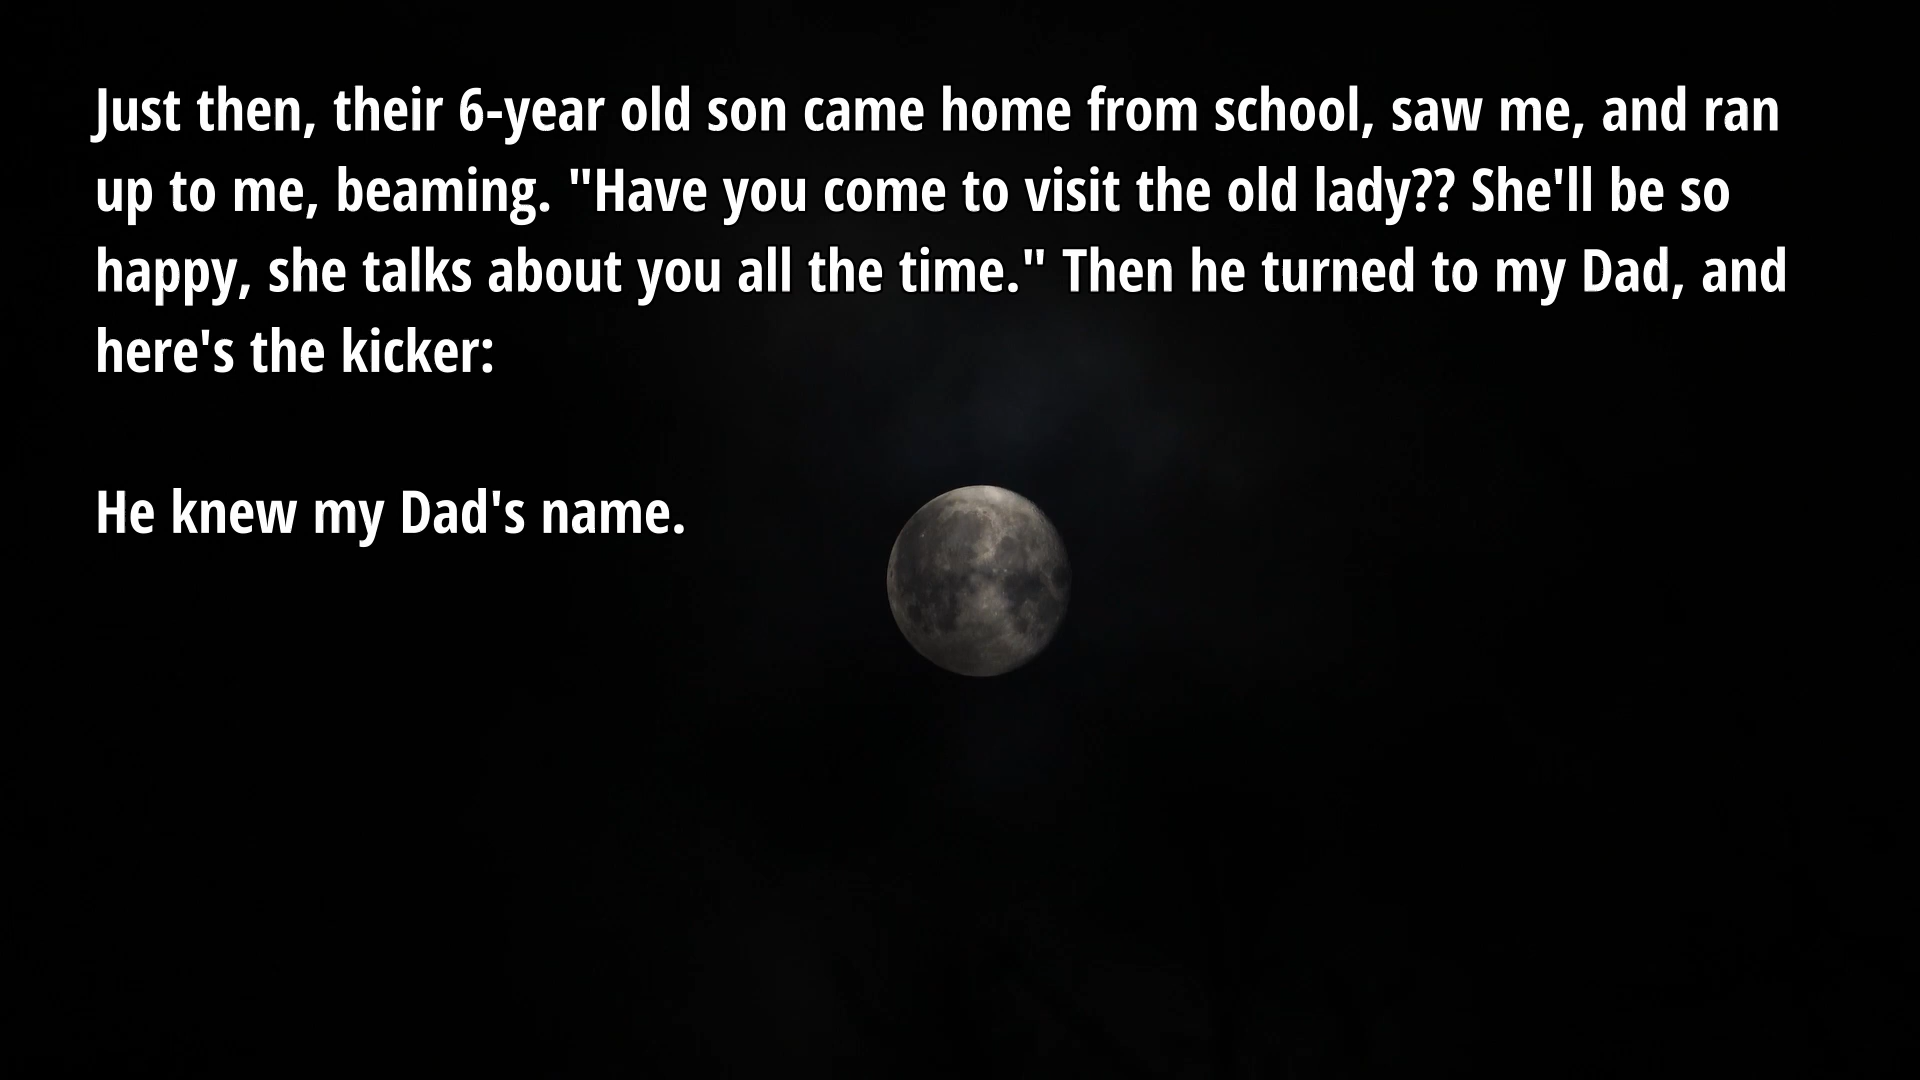 Just then, their 6-year old son came home from school, saw me, and ran
up to me, beaming. "Have you come to visit the old lady?? She'll be so
happy, she talks about you all the time." Then he turned to my Dad, and
here's the kicker:
He knew my Dad's name.